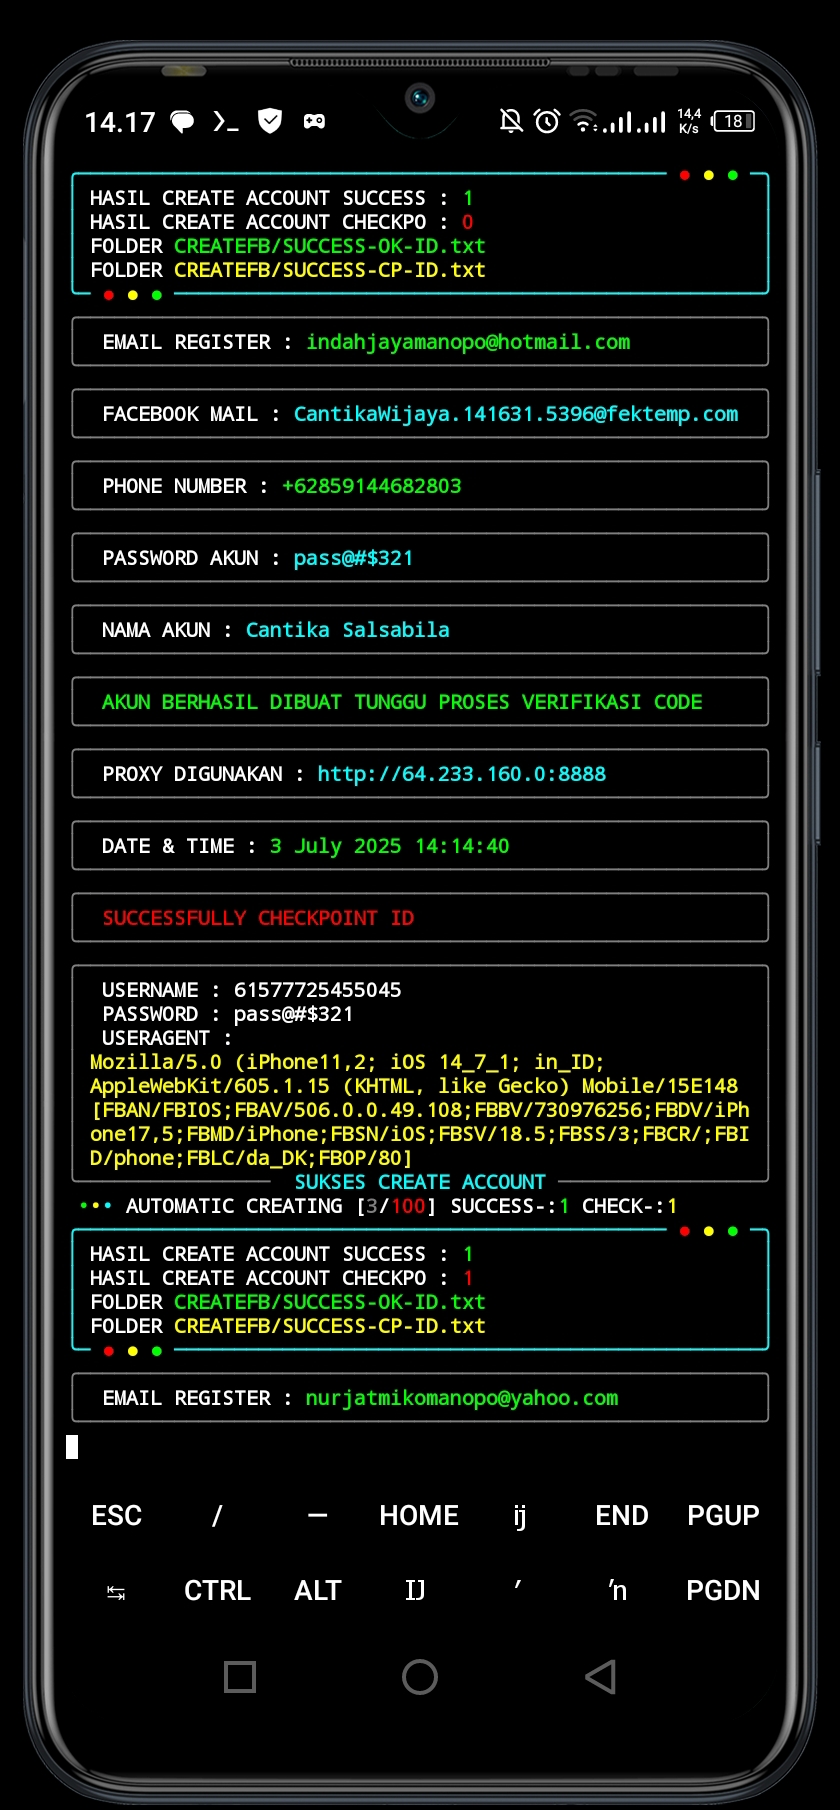 14.17
14,4
K/s
18
HASIL CREATE ACCOUNT SUCCESS : 1
HASIL CREATE ACCOUNT CHECKPO : 0
FOLDER CREATEFB/SUCCESS-OK-ID.txt
FOLDER CREATEFB/SUCCESS-CP-ID.txt
EMAIL REGISTER : indahjayamanopo@hotmail.com
FACEBOOK MAIL : CantikaWijaya.141631.5396@fektemp.com
PHONE NUMBER : +62859144682803
PASSWORD AKUN : pass@#$321
NAMA AKUN : Cantika Salsabila
AKUN BERHASIL DIBUAT TUNGGU PROSES VERIFIKASI CODE
PROXY DIGUNAKAN : http://64.233.160.0:8888
DATE & TIME : 3 July 2025 14:14:40
SUCCESSFULLY CHECKPOINT ID
USERNAME : 61577725455045
PASSWORD : pass@#$321
USERAGENT :
Mozilla/5.0 (iPhone11,2; iOS 14_7_1; in_ID;
AppleWebKit/605.1.15 (KHTML, like Gecko) Mobile/15E148
[FBAN/FBIOS;FBAV/506.0.0.49.108;FBBV/730976256;FBDV/iPh
one17,5;FBMD/iPhone;FBSN/iOS;FBSV/18.5;FBSS/3;FBCR/;FBI
D/phone;FBLC/da_DK;FBOP/80]
SUKSES CREATE ACCOUNT
AUTOMATIC CREATING [3/100] SUCCESS-:1 CHECK-:1
HASIL CREATE ACCOUNT SUCCESS : 1
HASIL CREATE ACCOUNT CHECKPO : 1
FOLDER CREATEFB/SUCCESS-OK-ID.txt
FOLDER CREATEFB/SUCCESS-CP-ID.txt
EMAIL REGISTER : nurjatmikomanopo@yahoo.com
ESC / — HOME ĳ END PGUP
↹ CTRL ALT Ĳ ′ ŉ PGDN